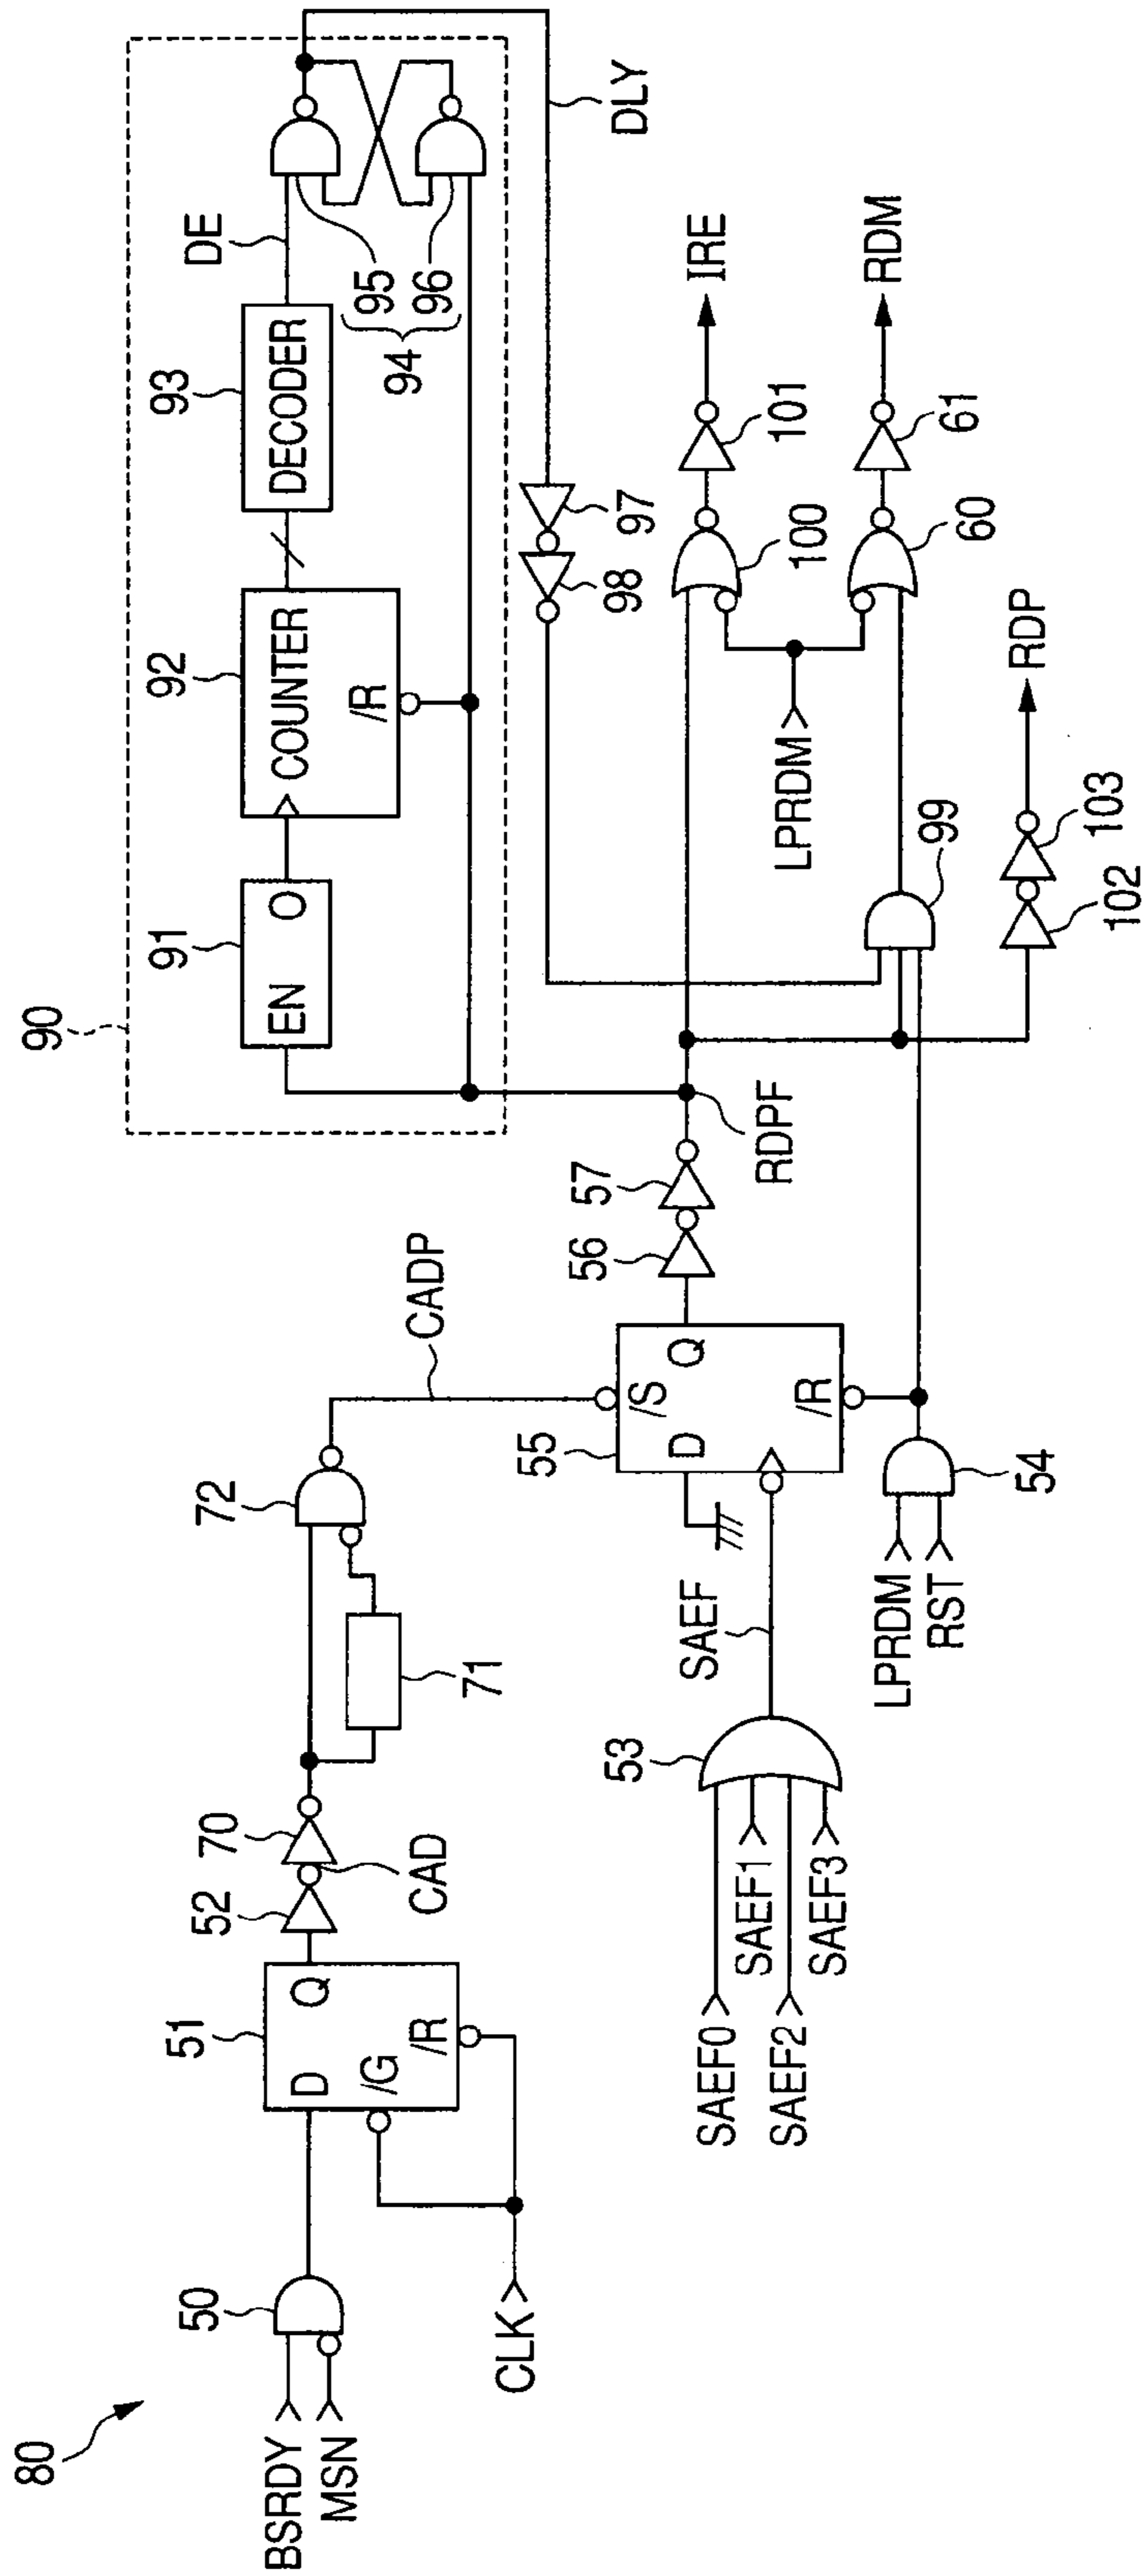 80
BSRDY
MSN
50
D
Q
/G
/R
51
CLK
52
CAD
70
71
72
CADP
SAEF0
SAEF1
SAEF2
SAEF3
53
SAEF
55
D
/S
Q
/R
LPRDM
RST
54
56
57
RDPF
90
EN
O
91
COUNTER
/R
92
DECODER
93
DE
95
96
94
DLY
97
98
LPRDM
100
101
IRE
99
60
61
RDM
102
103
RDP